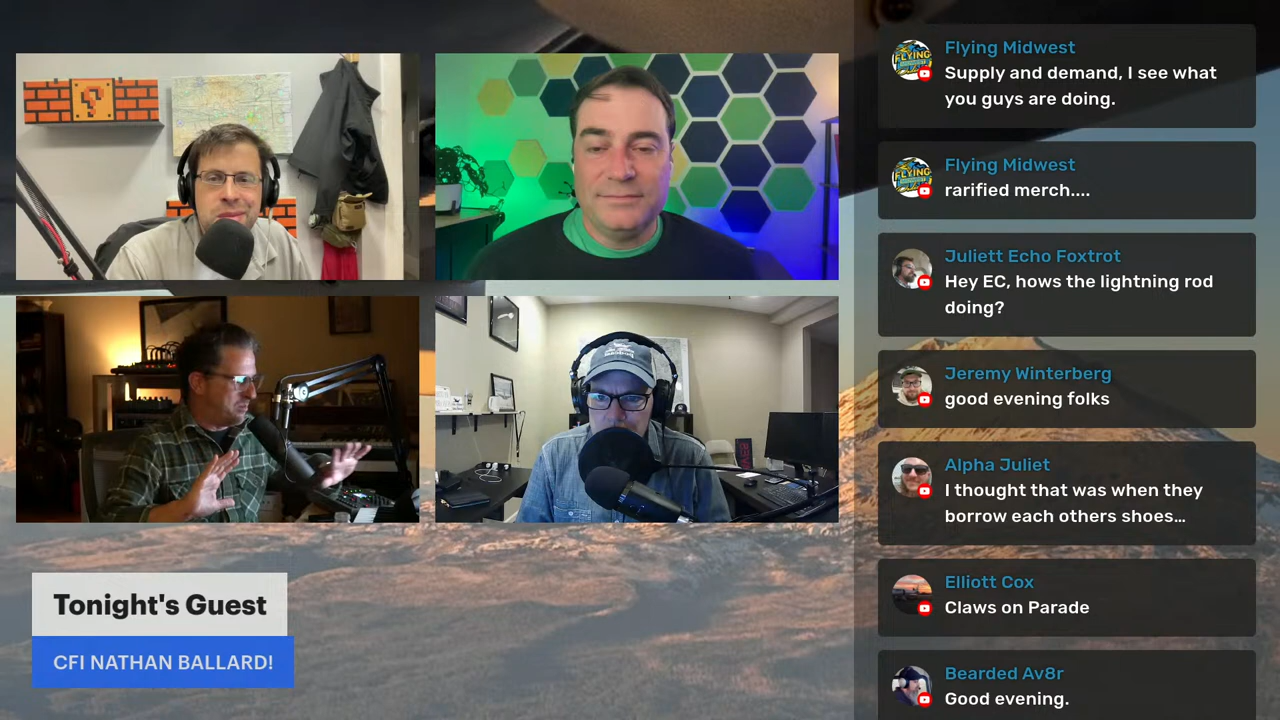 Tonight's Guest
CFI NATHAN BALLARD!
Flying Midwest
Supply and demand, I see what
you guys are doing.
Flying Midwest
rarified merch....
Juliett Echo Foxtrot
Hey EC, hows the lightning rod
doing?
Jeremy Winterberg
good evening folks
Alpha Juliet
I thought that was when they
borrow each others shoes...
Elliott Cox
Claws on Parade
Bearded Av8r
Good evening.